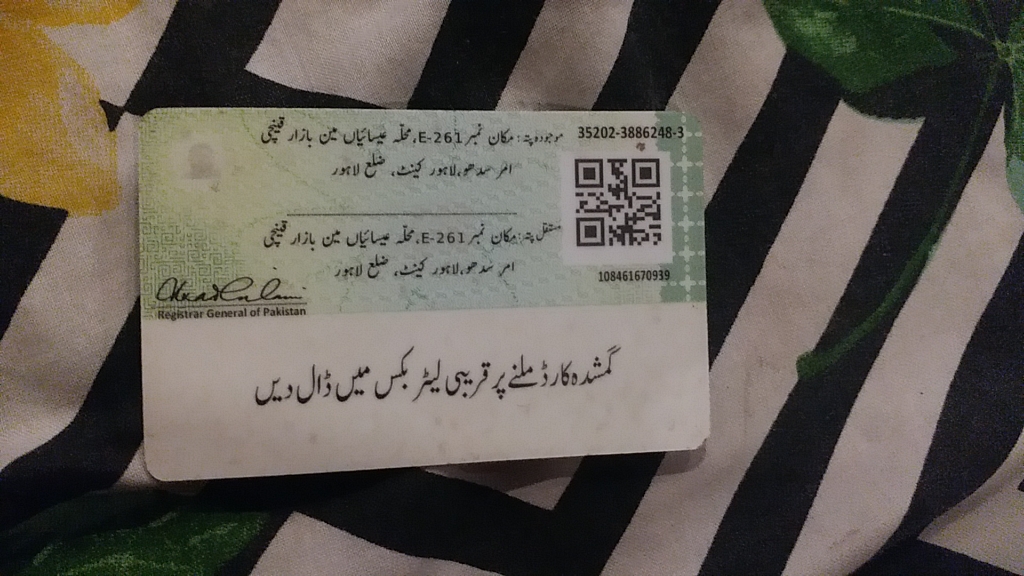 35202-3886248-3
موجودہ پتہ: مکان نمبر E-261، محلہ عیسائیاں مین بازار قینچی
امر سدھو، لاہور کینٹ، ضلع لاہور
مستقل پتہ: مکان نمبر E-261، محلہ عیسائیاں مین بازار قینچی
امر سدھو، لاہور کینٹ، ضلع لاہور
108461670939
Registrar General of Pakistan
گمشدہ کارڈ ملنے پر قریبی لیٹر بکس میں ڈال دیں